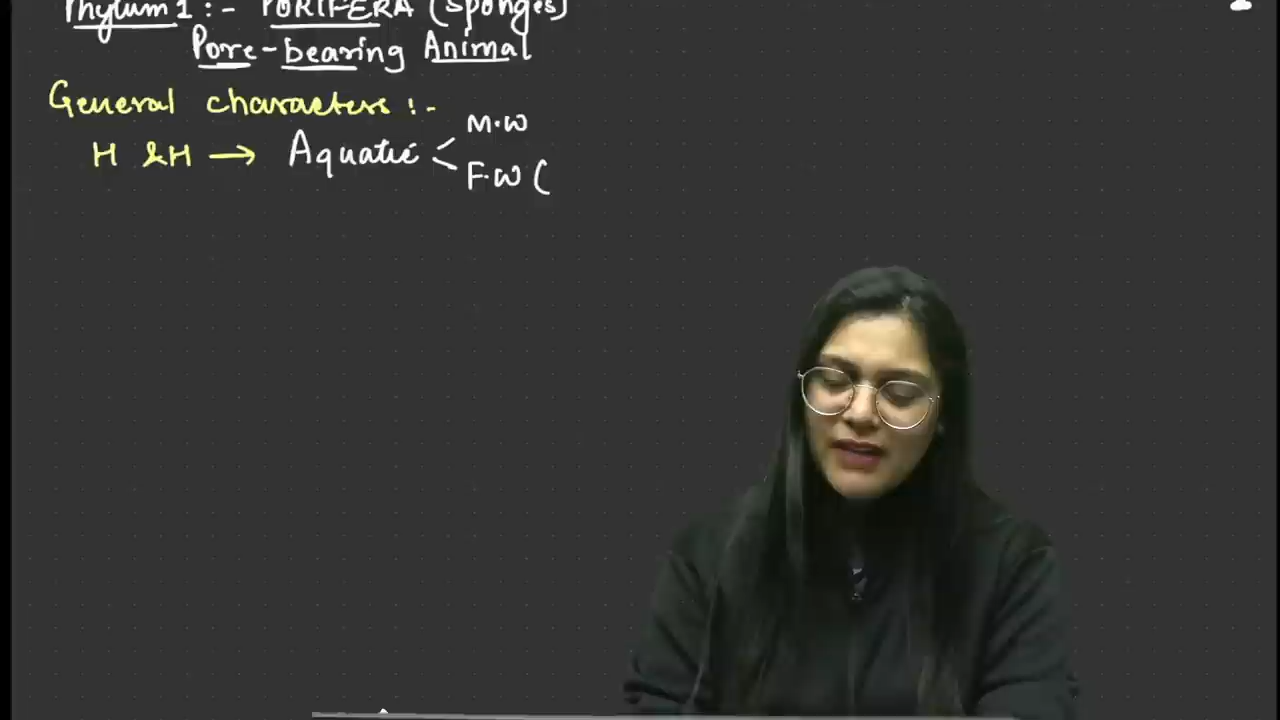 Phylum 1 :- PORIFERA (Sponges)
Pore-bearing Animal
General characters :-
H &H → Aquatic < M.W
F.W (